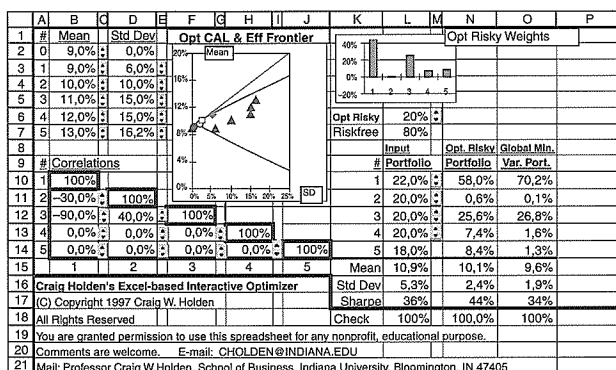 A B C D E F G H I J K L M N O P
1 # Mean Std Dev Opt CAL & Eff Frontier Opt Risky Weights
2 0 9,0% 0,0%
3 1 9,0% 6,0%
4 2 10,0% 10,0%
5 3 11,0% 15,0%
6 4 12,0% 15,0% Opt Risky 20%
7 5 13,0% 16,2% Riskfree 80%
Mean
20%
16%
12%
8%
4%
0%
0% 5% 10% 15% 20% 25%
SD
40%
20%
0%
-20%
1 2 3 4 5
8 Input Opt. Risky Global Min.
9 # Correlations # Portfolio Portfolio Var. Port.
10 1 100% 1 22,0% 58,0% 70,2%
11 2 -30,0% 100% 2 20,0% 0,6% 0,1%
12 3 -90,0% 40,0% 100% 3 20,0% 25,6% 26,8%
13 4 0,0% 0,0% 0,0% 100% 4 20,0% 7,4% 1,6%
14 5 0,0% 0,0% 0,0% 0,0% 100% 5 18,0% 8,4% 1,3%
15 1 2 3 4 5 Mean 10,9% 10,1% 9,6%
16 Craig Holden's Excel-based Interactive Optimizer Std Dev 5,3% 2,4% 1,9%
17 (C) Copyright 1997 Craig W. Holden Sharpe 36% 44% 34%
18 All Rights Reserved Check 100% 100,0% 100%
19 You are granted permission to use this spreadsheet for any nonprofit, educational purpose.
20 Comments are welcome. E-mail: CHOLDEN@INDIANA.EDU
21 Mail: Professor Craig W Holden, School of Business, Indiana University, Bloomington, IN 47405